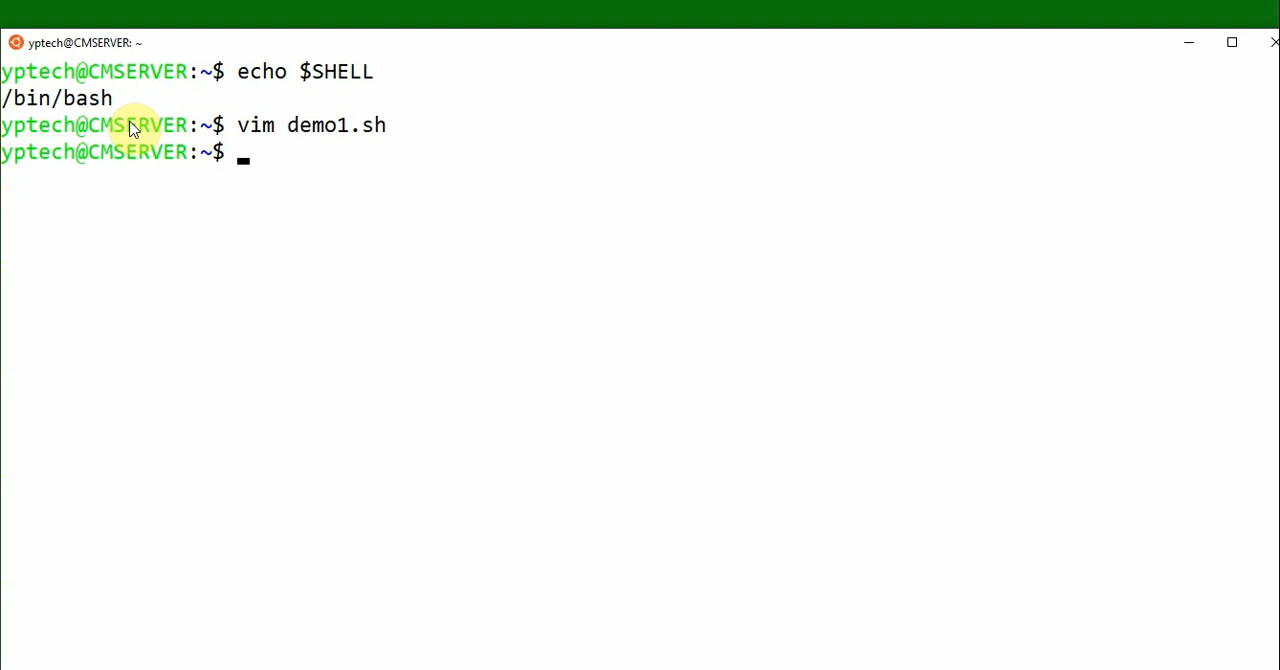 yptech@CMSERVER: ~
yptech@CMSERVER:~$ echo $SHELL
/bin/bash
yptech@CMSERVER:~$ vim demo1.sh
yptech@CMSERVER:~$